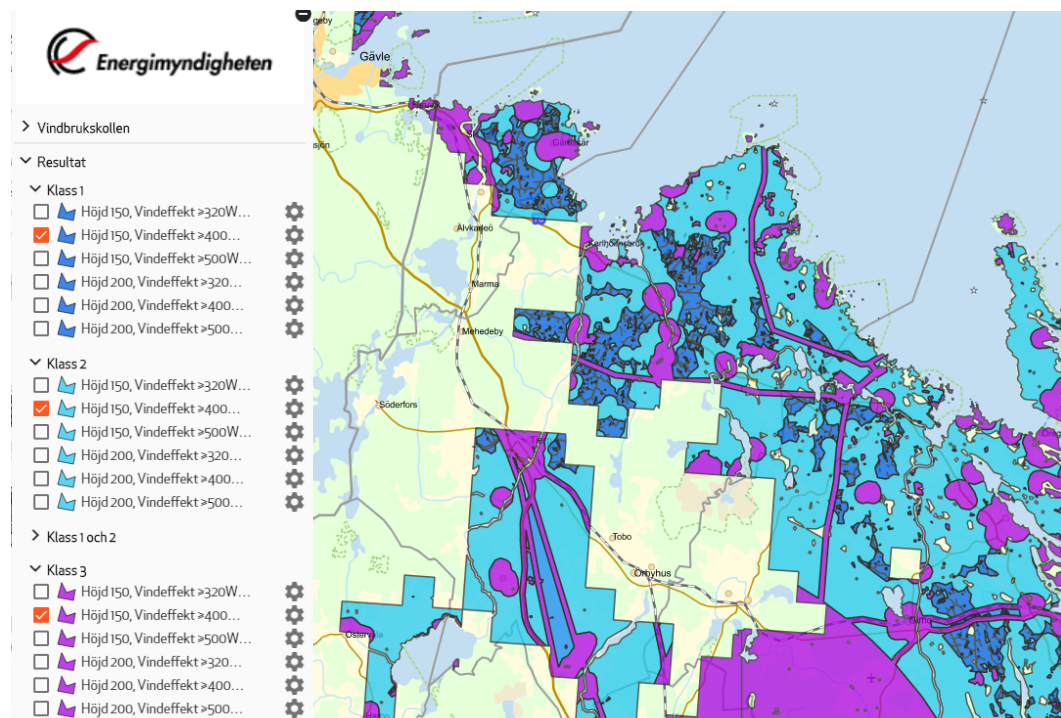 Energimyndigheten
Vindbrukskollen
Resultat
Klass 1
Höjd 150, Vindeffekt >320W...
Höjd 150, Vindeffekt >400...
Höjd 150, Vindeffekt >500W...
Höjd 200, Vindeffekt >320...
Höjd 200, Vindeffekt >400...
Höjd 200, Vindeffekt >500...
Klass 2
Höjd 150, Vindeffekt >320W...
Höjd 150, Vindeffekt >400...
Höjd 150, Vindeffekt >500W...
Höjd 200, Vindeffekt >320...
Höjd 200, Vindeffekt >400...
Höjd 200, Vindeffekt >500...
Klass 1 och 2
Klass 3
Höjd 150, Vindeffekt >320W...
Höjd 150, Vindeffekt >400...
Höjd 150, Vindeffekt >500W...
Höjd 200, Vindeffekt >320...
Höjd 200, Vindeffekt >400...
Höjd 200, Vindeffekt >500...
Gävle
Marma
Mehedeby
Söderfors
Tobo
Örbyhus
Gimo